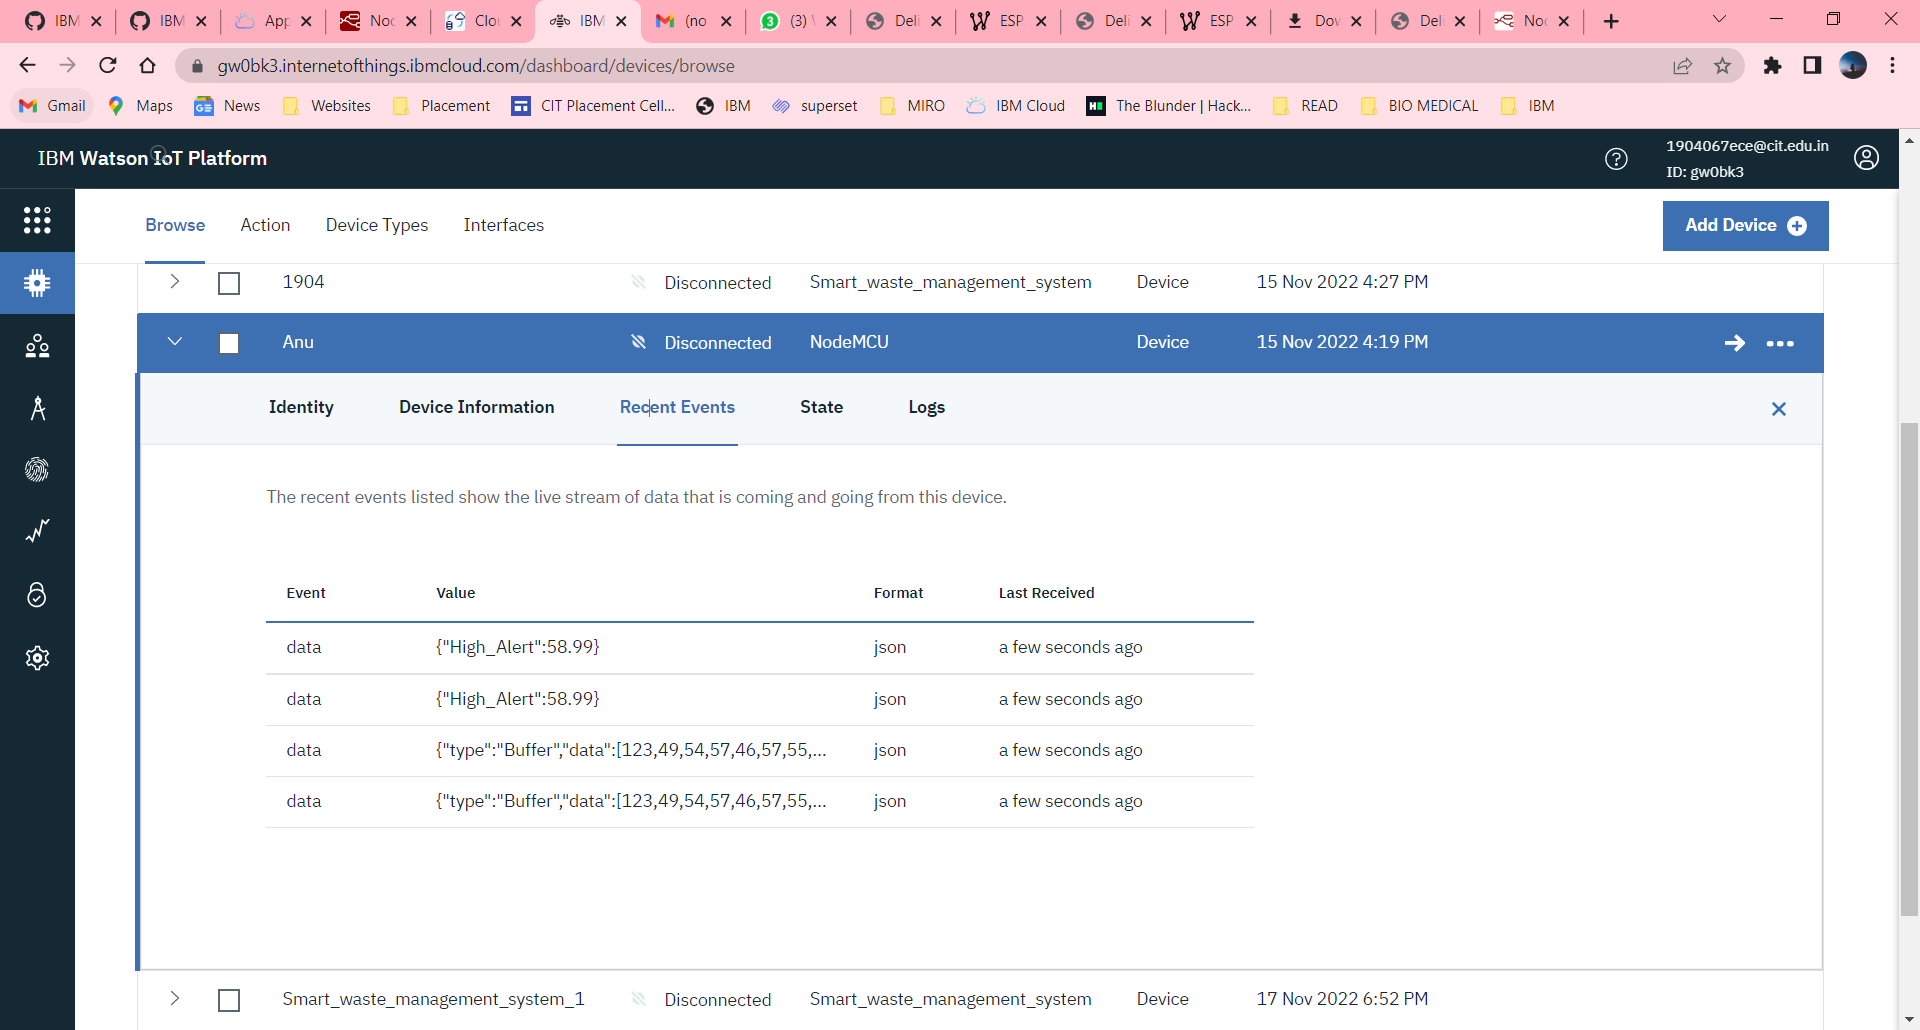 IBM
IBM
App
Noc
Clou
IBM
(no
3 (3) \
Deli
ESP
Deli
ESP
Dow
Deli
Noc
gw0bk3.internetofthings.ibmcloud.com/dashboard/devices/browse
Gmail Maps News Websites Placement CIT Placement Cell... IBM superset MIRO IBM Cloud The Blunder | Hack... READ BIO MEDICAL IBM
IBM Watson IoT Platform
1904067ece@cit.edu.in
ID: gw0bk3
Browse Action Device Types Interfaces Add Device
1904 Disconnected Smart_waste_management_system Device 15 Nov 2022 4:27 PM
Anu Disconnected NodeMCU Device 15 Nov 2022 4:19 PM
Identity Device Information Recent Events State Logs
The recent events listed show the live stream of data that is coming and going from this device.
Event Value Format Last Received
data {"High_Alert":58.99} json a few seconds ago
data {"High_Alert":58.99} json a few seconds ago
data {"type":"Buffer","data":[123,49,54,57,46,57,55,... json a few seconds ago
data {"type":"Buffer","data":[123,49,54,57,46,57,55,... json a few seconds ago
Smart_waste_management_system_1 Disconnected Smart_waste_management_system Device 17 Nov 2022 6:52 PM